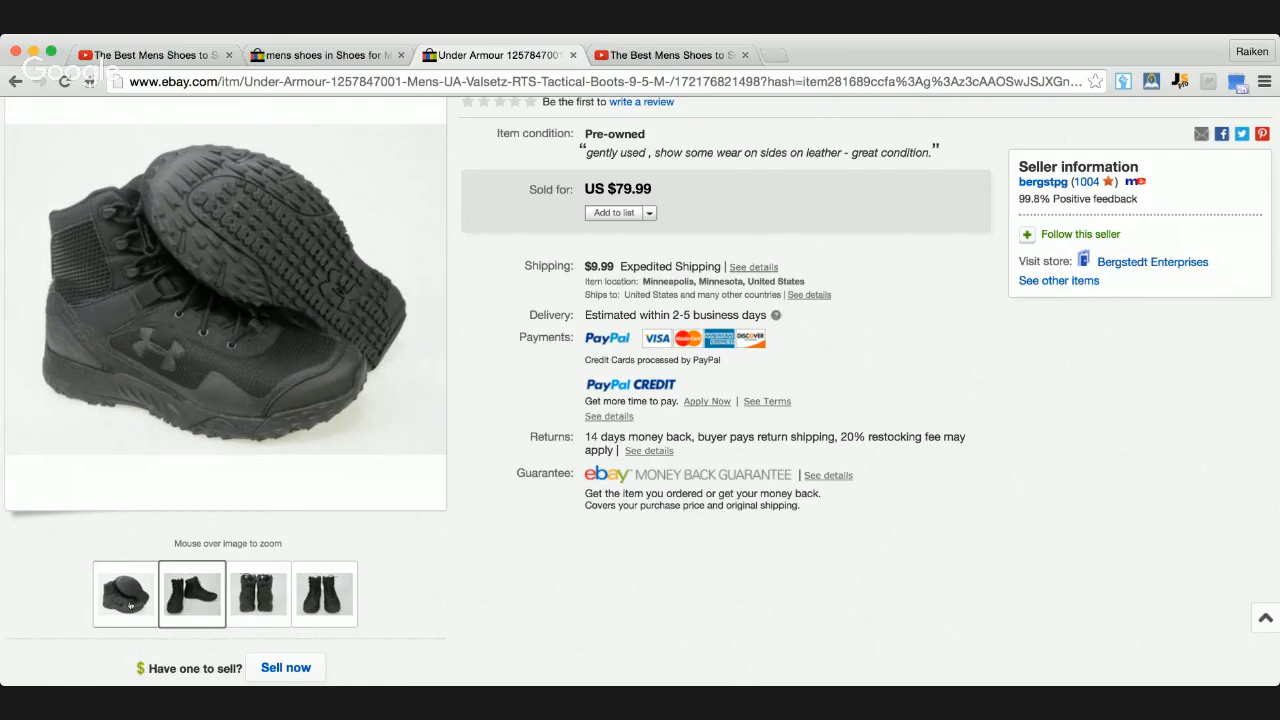 The Best Mens Shoes to S
mens shoes in Shoes for M
Under Armour 1257847001
The Best Mens Shoes to S
Raiken
Google
www.ebay.com/itm/Under-Armour-1257847001-Mens-UA-Valsetz-RTS-Tactical-Boots-9-5-M-/172176821498?hash=item281689ccfa%3Ag%3Az3cAAOSwJSJXGn...
Be the first to write a review
Item condition: Pre-owned
“gently used , show some wear on sides on leather - great condition.”
Sold for: US $79.99
Add to list
Shipping: $9.99 Expedited Shipping | See details
Item location: Minneapolis, Minnesota, United States
Ships to: United States and many other countries | See details
Delivery: Estimated within 2-5 business days
Payments: PayPal VISA MasterCard AMERICAN EXPRESS DISCOVER
Credit Cards processed by PayPal
PayPal CREDIT
Get more time to pay. Apply Now | See Terms
See details
Returns: 14 days money back, buyer pays return shipping, 20% restocking fee may
apply | See details
Guarantee: ebay MONEY BACK GUARANTEE | See details
Get the item you ordered or get your money back.
Covers your purchase price and original shipping.
Seller information
bergstpg (1004) me
99.8% Positive feedback
Follow this seller
Visit store: Bergstedt Enterprises
See other items
Mouse over image to zoom
$ Have one to sell? Sell now